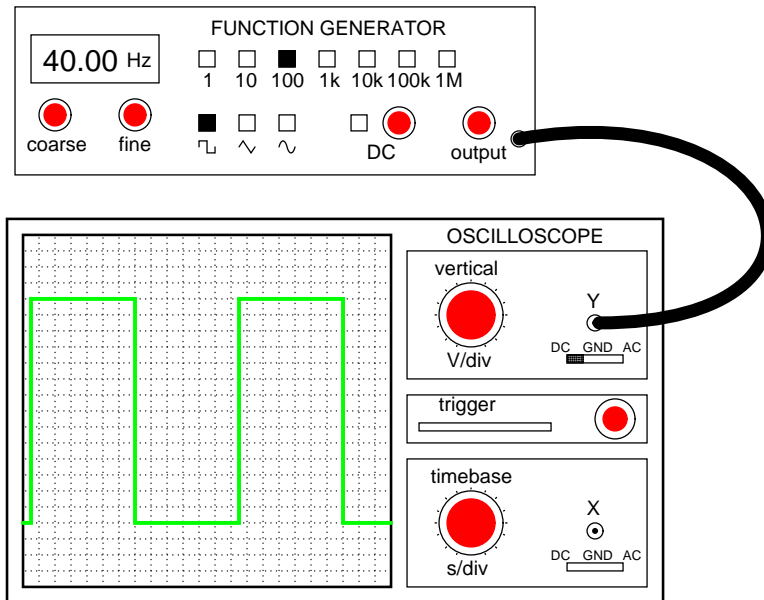 FUNCTION GENERATOR
40.00 Hz
1 10 100 1k 10k 100k 1M
coarse fine DC output
OSCILLOSCOPE
vertical
Y
DC GND AC
V/div
trigger
timebase
X
DC GND AC
s/div